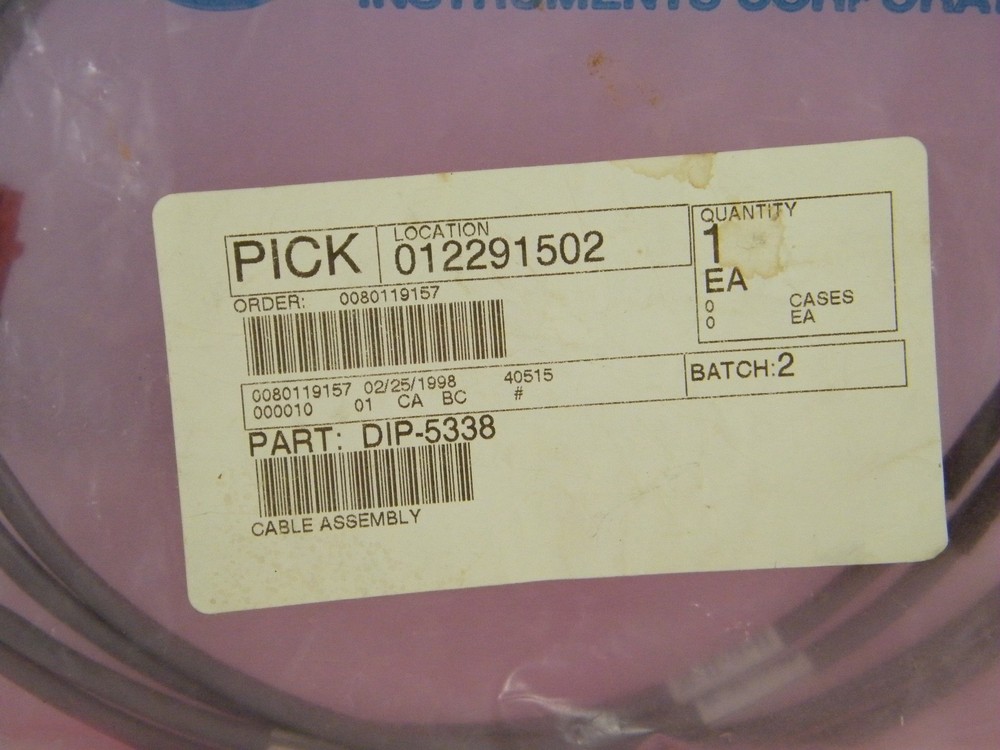 INSTRUMENTS CORPORA
PICK
LOCATION
012291502
QUANTITY
1
EA
0 CASES
0 EA
ORDER: 0080119157
0080119157 02/25/1998 40515
000010 01 CA BC #
BATCH:2
PART: DIP-5338
CABLE ASSEMBLY